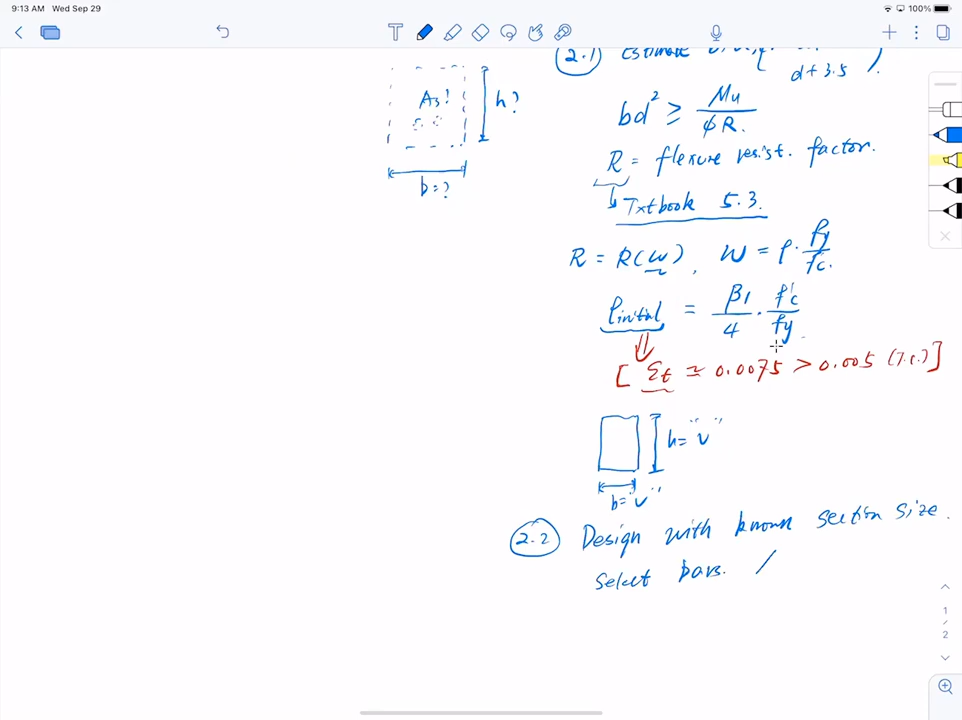 9:13 AM Wed Sep 29
100%
T
2.1 Estimate
d+3.5
As?
h?
b=?
bd² ≥ Mu / ϕR.
R = flexure resist. factor.
Txtbook 5.3.
R = R(ω), ω = ρ · fy / f'c.
ρinitial = β1 / 4 · f'c / fy.
[ εt ≃ 0.0075 > 0.005 (T.C.) ]
h= "√"
b= "√"
2.2 Design with known section size.
select bars.
1
/
2